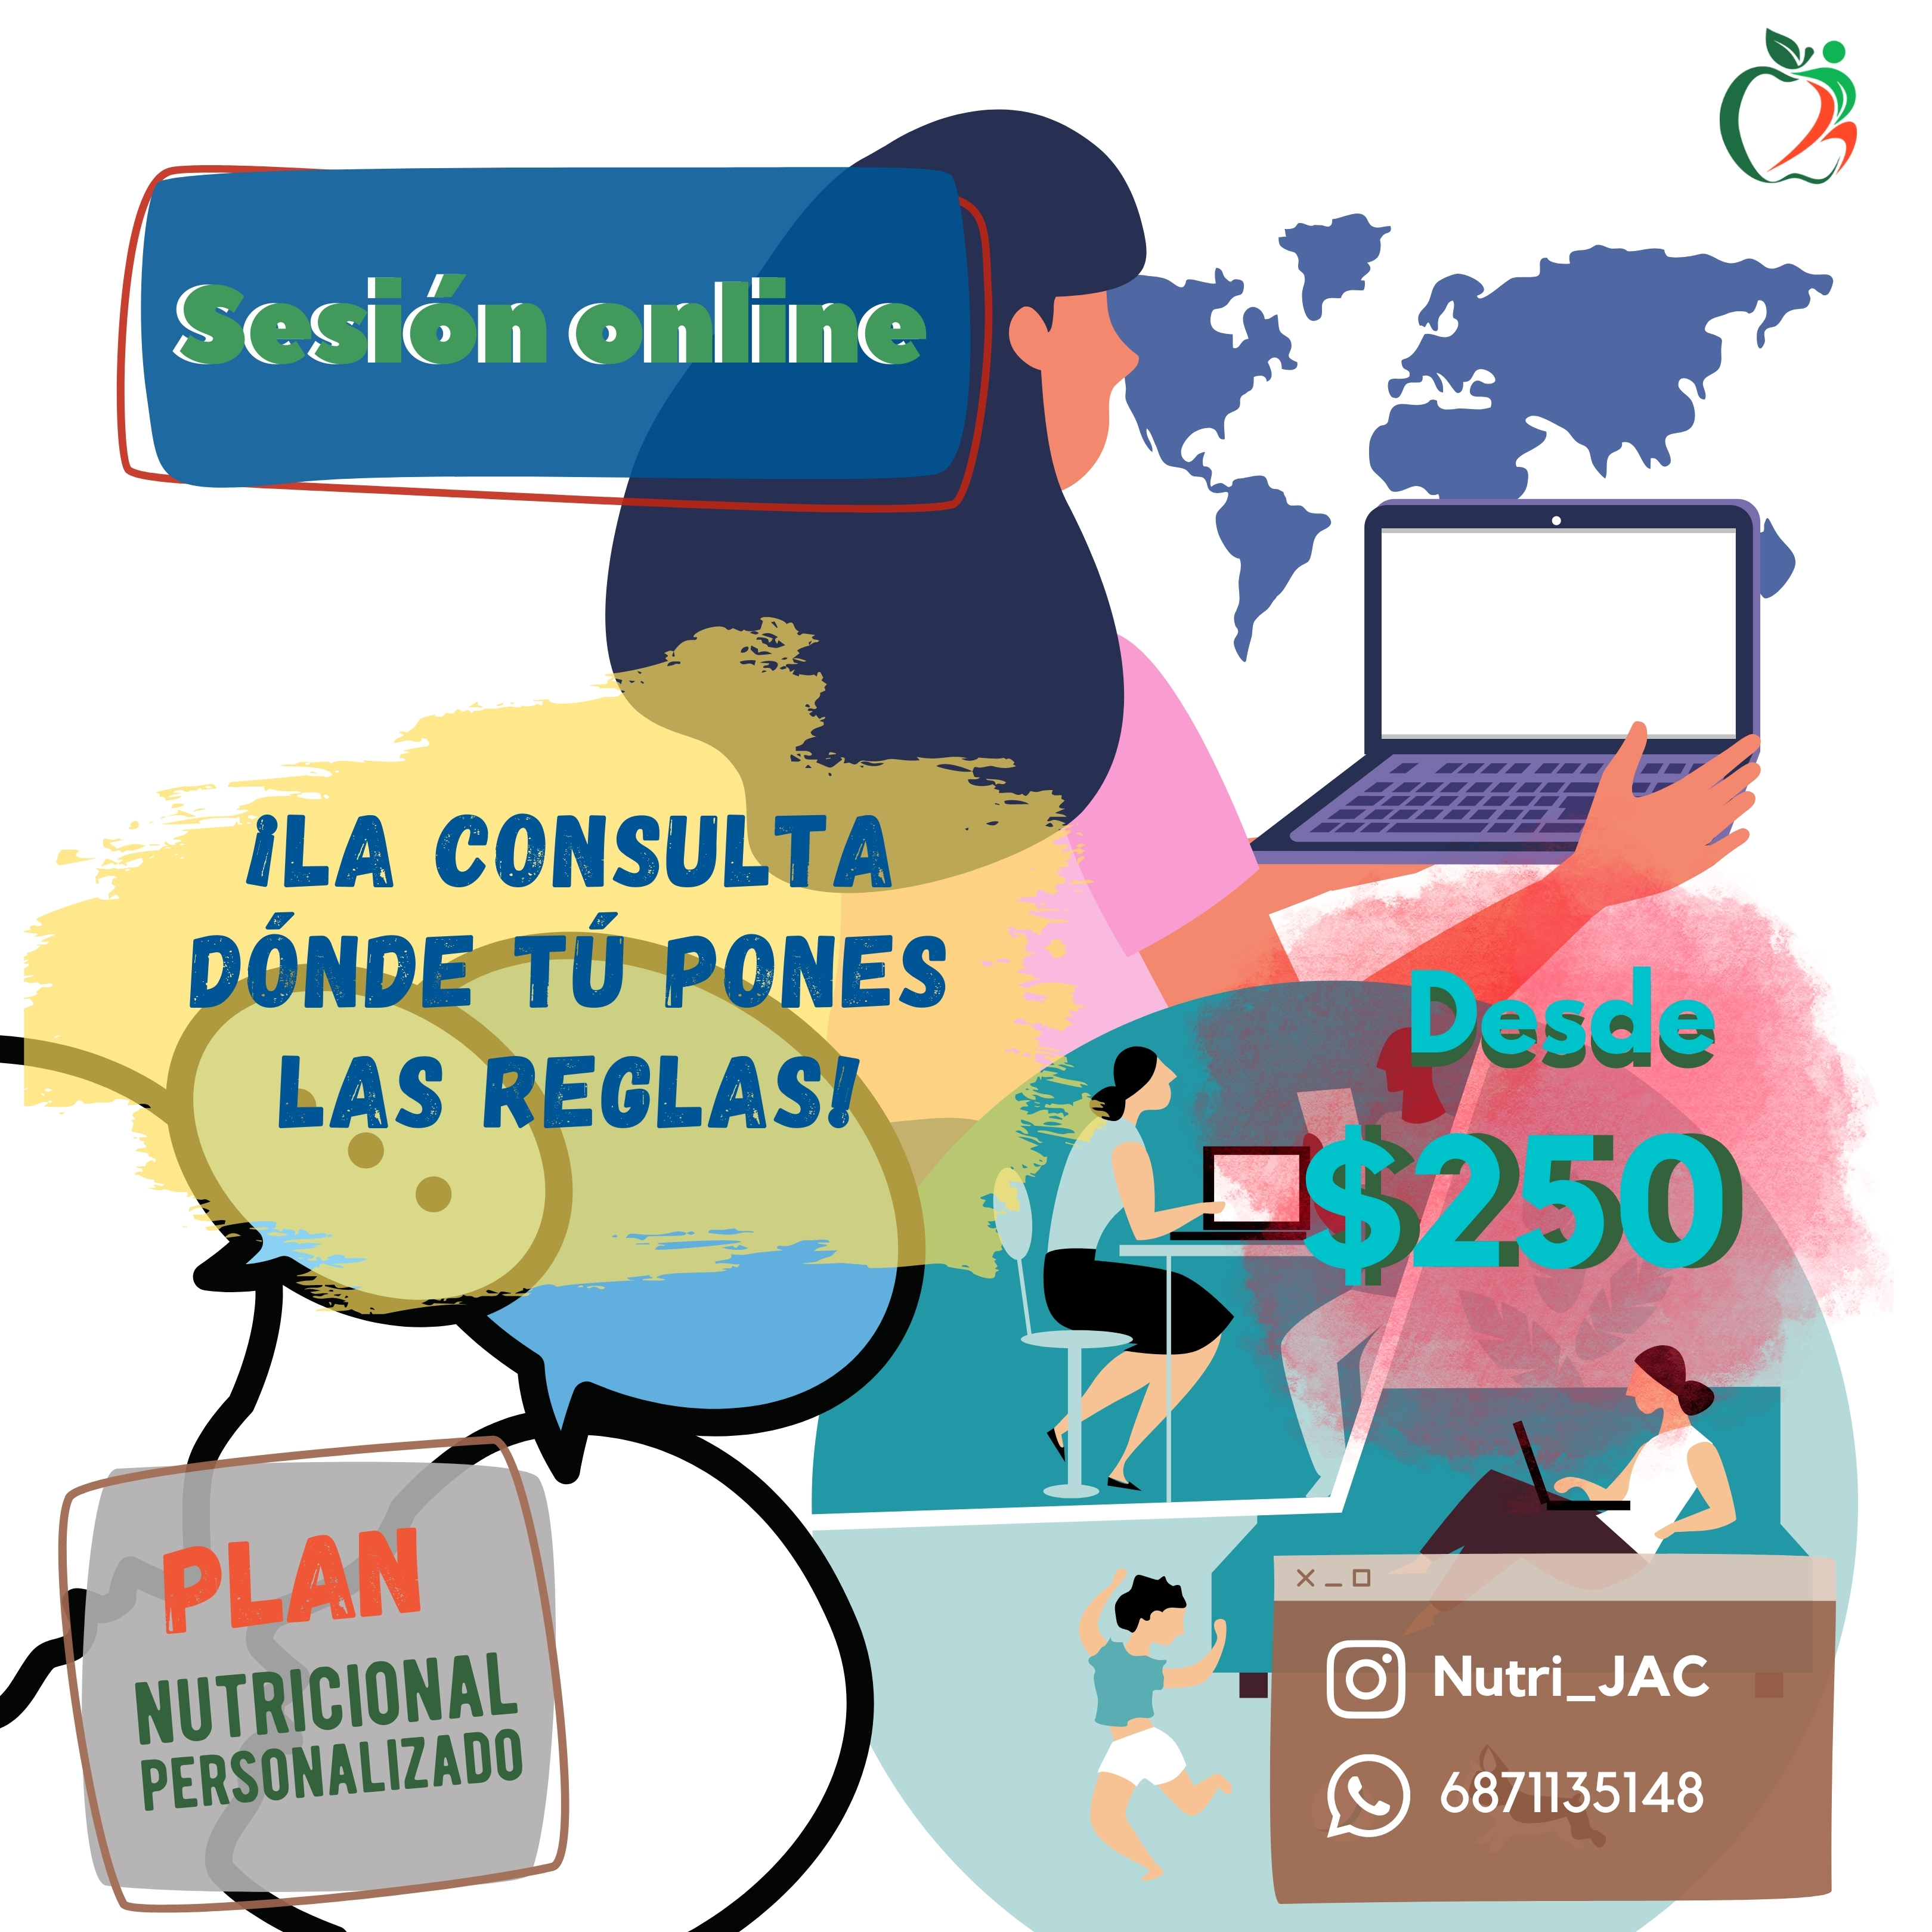 Sesión online
¡LA CONSULTA
DÓNDE TÚ PONES
LAS REGLAS!
Desde
$250
PLAN
NUTRICIONAL
PERSONALIZADO
Nutri_JAC
6871135148